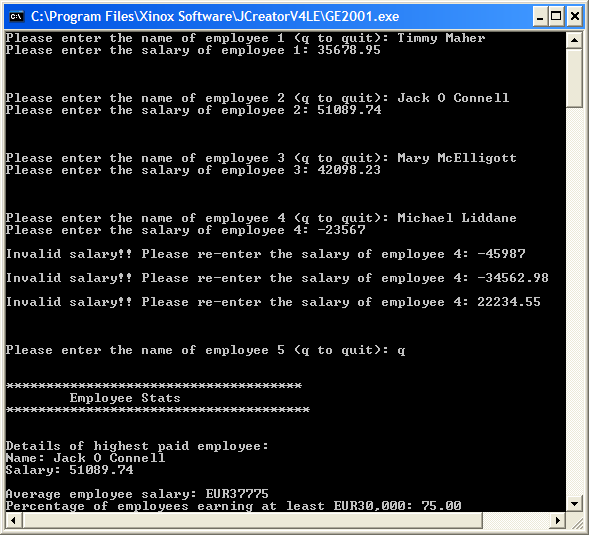 C:\Program Files\Xinox Software\JCreatorV4LE\GE2001.exe
Please enter the name of employee 1 (q to quit): Timmy Maher
Please enter the salary of employee 1: 35678.95
Please enter the name of employee 2 (q to quit): Jack O Connell
Please enter the salary of employee 2: 51089.74
Please enter the name of employee 3 (q to quit): Mary McElligott
Please enter the salary of employee 3: 42098.23
Please enter the name of employee 4 (q to quit): Michael Liddane
Please enter the salary of employee 4: -23567
Invalid salary!! Please re-enter the salary of employee 4: -45987
Invalid salary!! Please re-enter the salary of employee 4: -34562.98
Invalid salary!! Please re-enter the salary of employee 4: 22234.55
Please enter the name of employee 5 (q to quit): q
*************************************
Employee Stats
**************************************
Details of highest paid employee:
Name: Jack O Connell
Salary: 51089.74
Average employee salary: EUR37775
Percentage of employees earning at least EUR30,000: 75.00